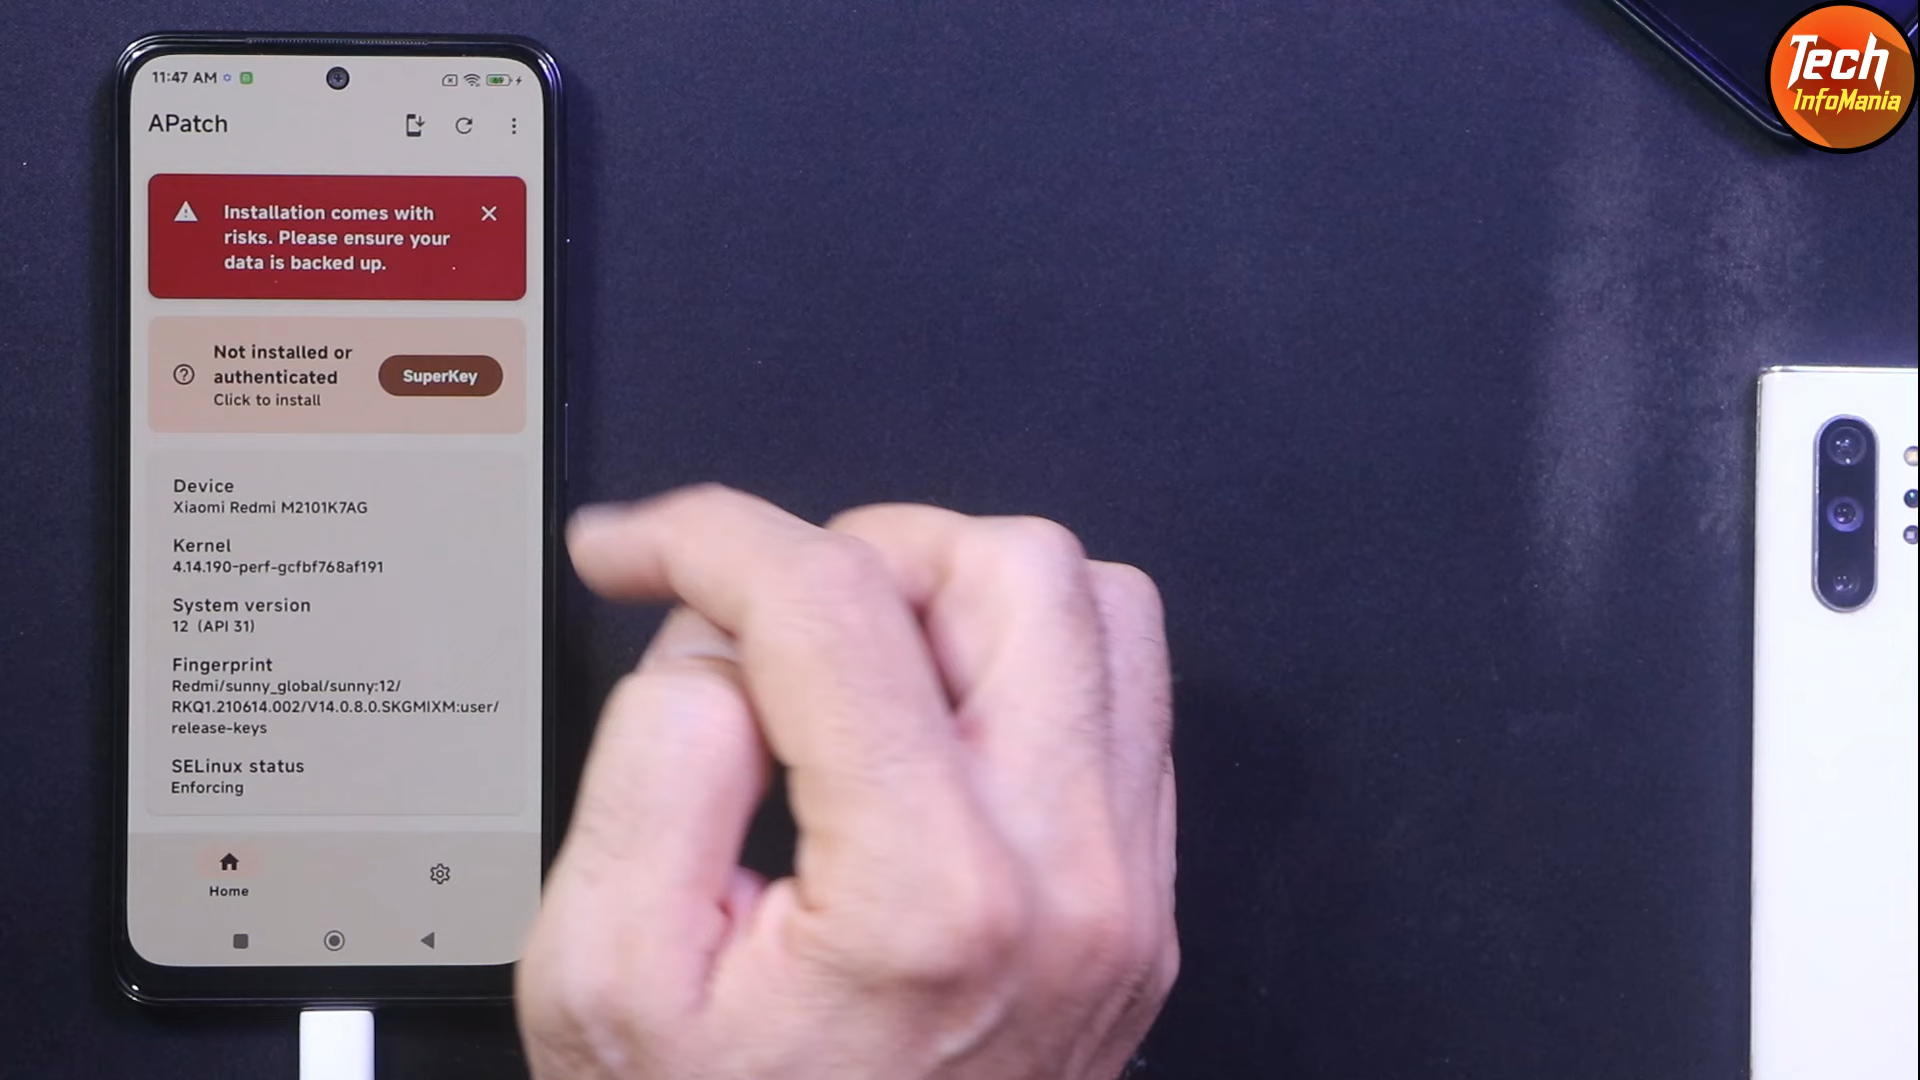 Tech
InfoMania
11:47 AM
APatch
Installation comes with
risks. Please ensure your
data is backed up.
Not installed or
authenticated
Click to install
SuperKey
Device
Xiaomi Redmi M2101K7AG
Kernel
4.14.190-perf-gcfbf768af191
System version
12 (API 31)
Fingerprint
Redmi/sunny_global/sunny:12/
RKQ1.210614.002/V14.0.8.0.SKGMIXM:user/
release-keys
SELinux status
Enforcing
Home